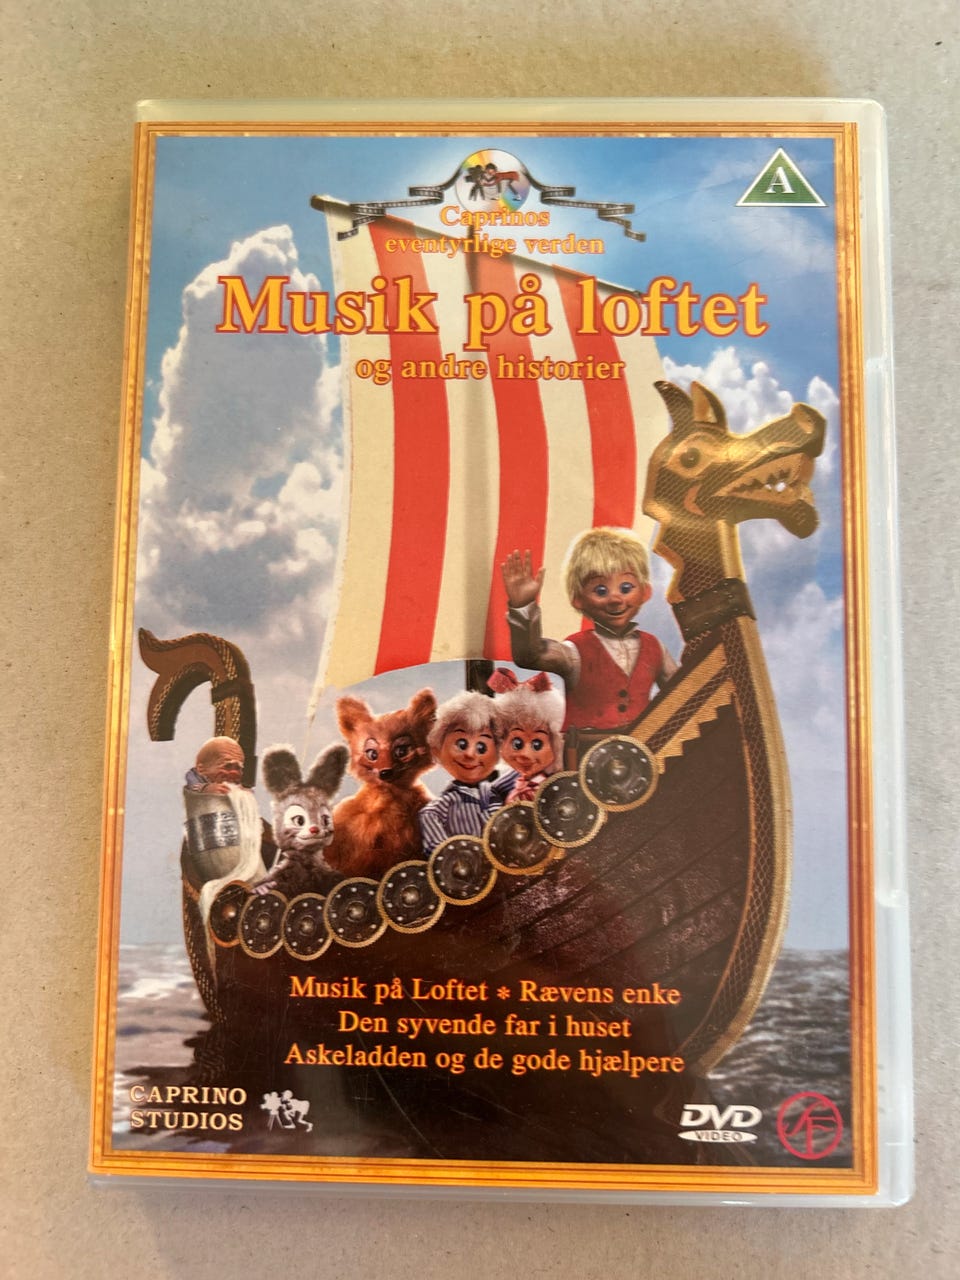 A
Caprinos
eventyrlige verden
Musik på loftet
og andre historier
Musik på Loftet * Rævens enke
Den syvende far i huset
Askeladden og de gode hjælpere
CAPRINO
STUDIOS
DVD
VIDEO
SF